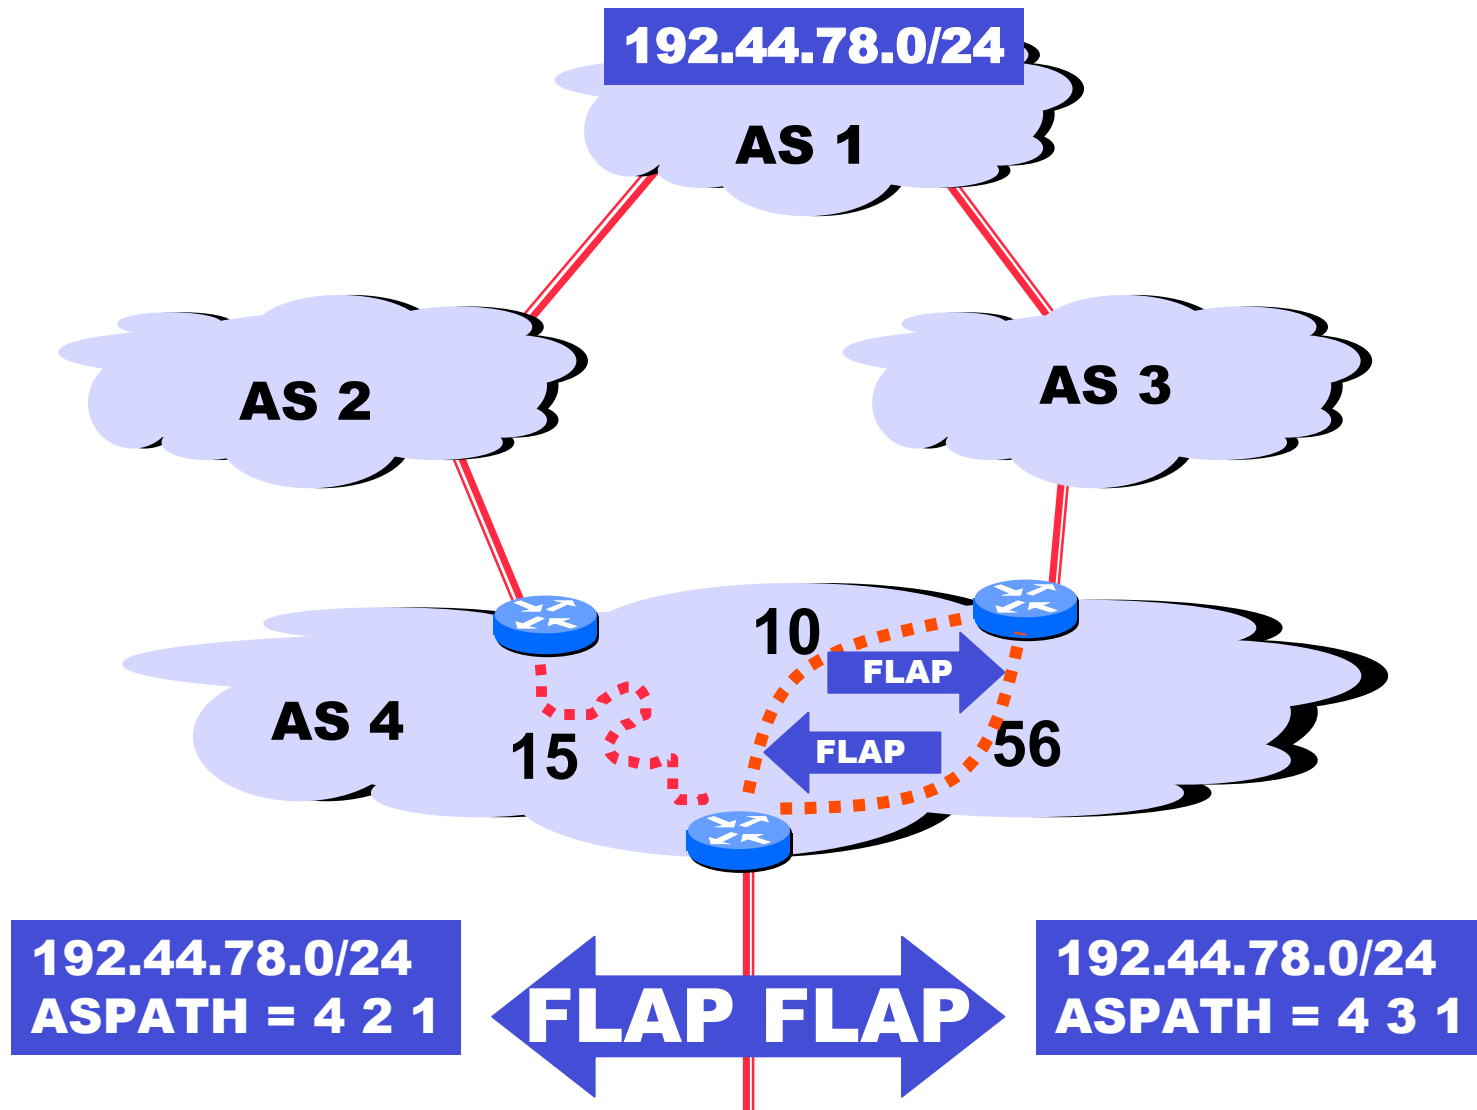 192.44.78.0/24
AS 1
AS 2
AS 3
10
FLAP
AS 4
15
FLAP
56
192.44.78.0/24
ASPATH = 4 2 1
FLAP FLAP
192.44.78.0/24
ASPATH = 4 3 1